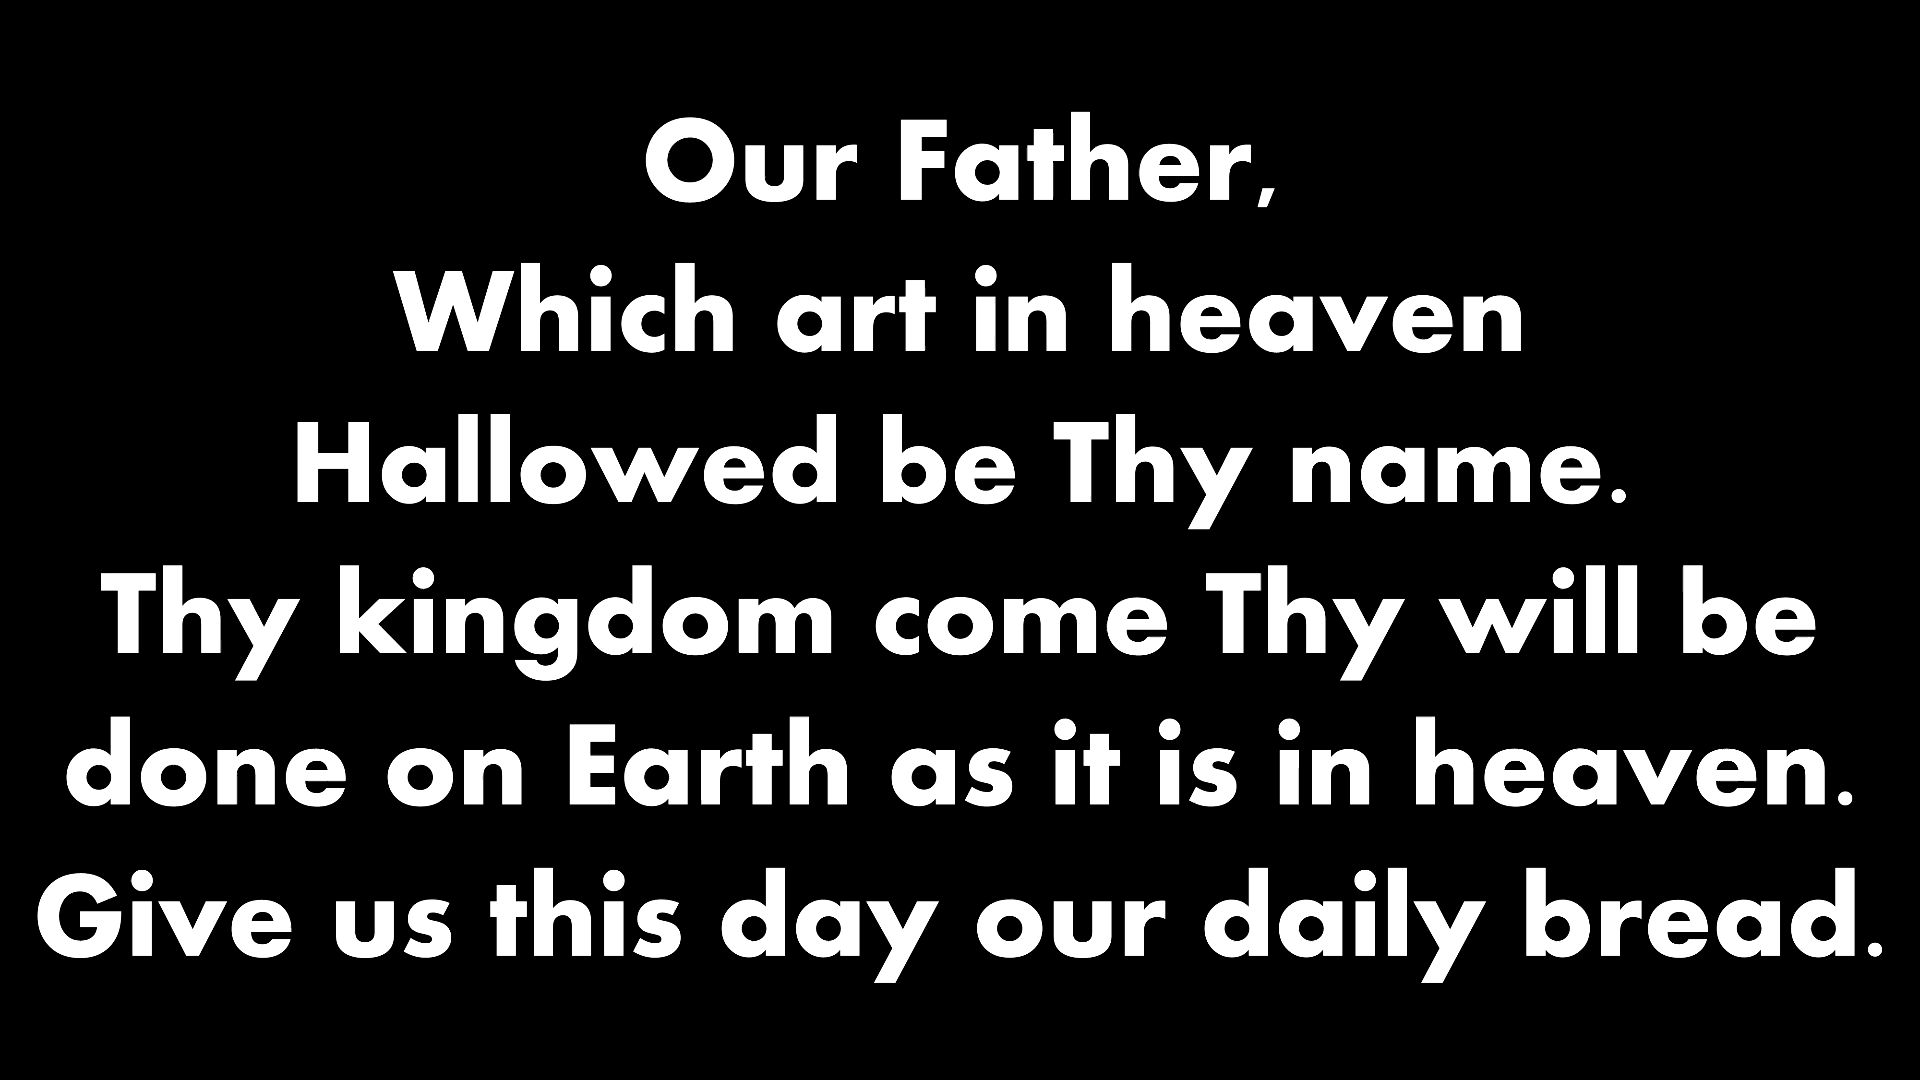 Our Father,
Which art in heaven
Hallowed be Thy name.
Thy kingdom come Thy will be
done on Earth as it is in heaven.
Give us this day our daily bread.